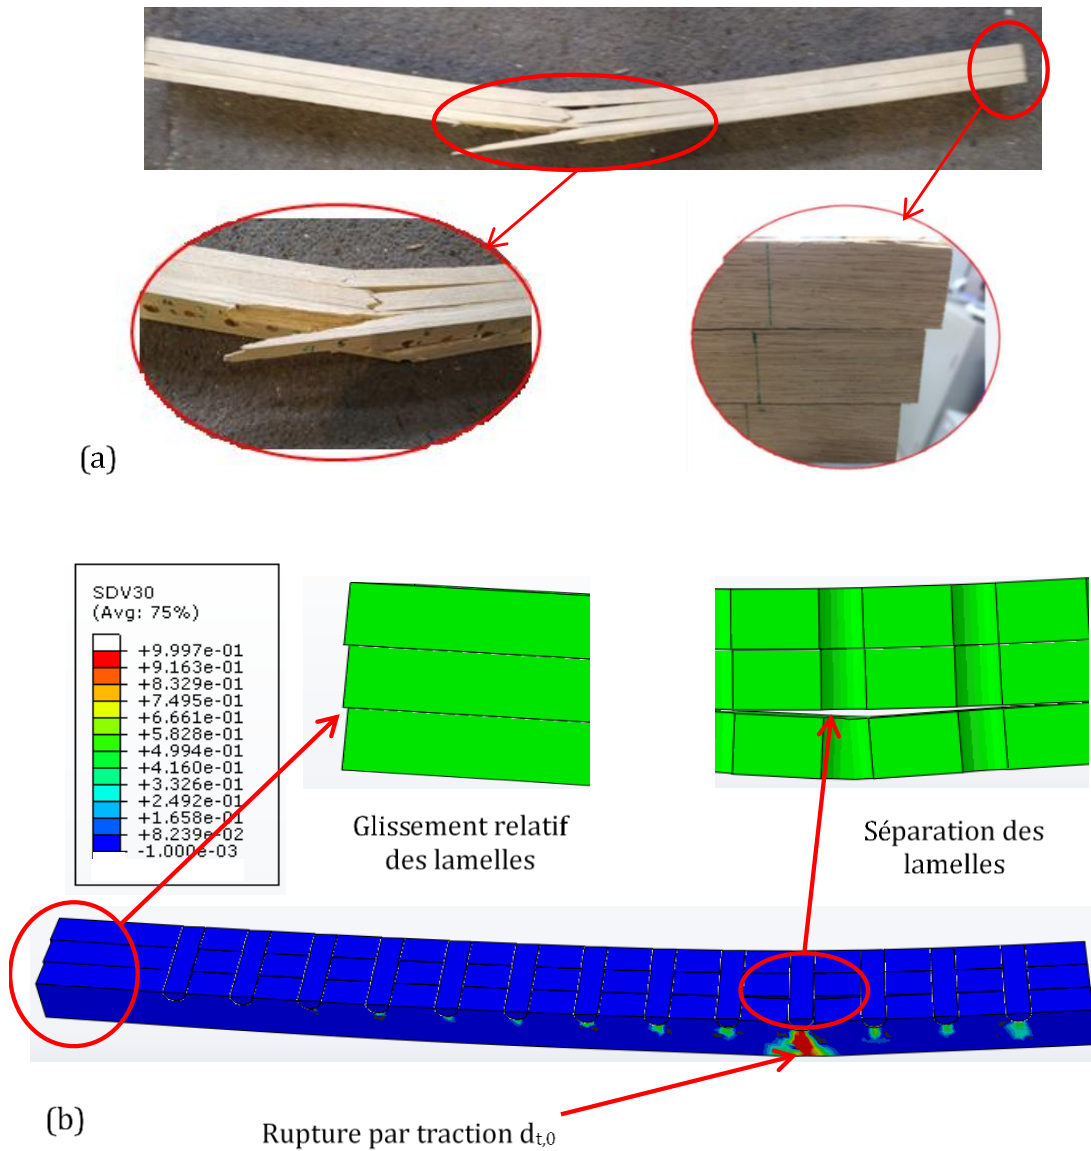 (a)
SDV30
(Avg: 75%)
+9.997e-01
+9.163e-01
+8.329e-01
+7.495e-01
+6.661e-01
+5.828e-01
+4.994e-01
+4.160e-01
+3.326e-01
+2.492e-01
+1.658e-01
+8.239e-02
-1.000e-03
Glissement relatif
des lamelles
Séparation des
lamelles
(b)
Rupture par traction dt,0